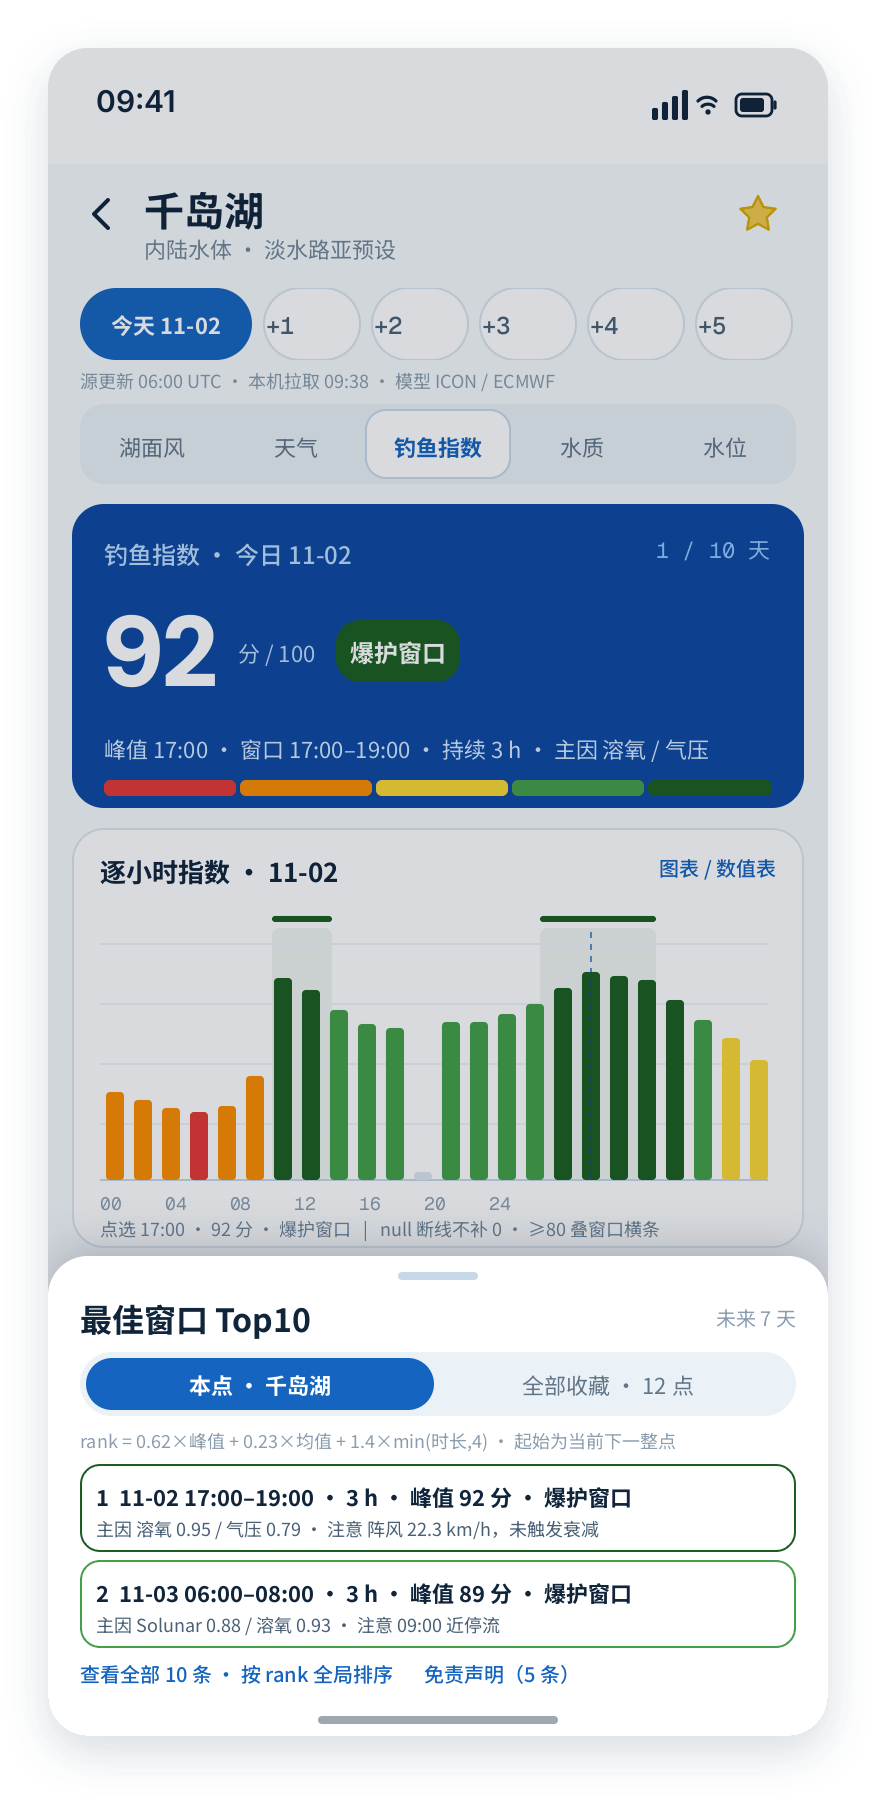 09:41
千岛湖
内陆水体 · 淡水路亚预设
今天 11-02 +1 +2 +3 +4 +5
源更新 06:00 UTC · 本机拉取 09:38 · 模型 ICON / ECMWF
湖面风 天气 钓鱼指数 水质 水位
钓鱼指数 · 今日 11-02 1 / 10 天
92 分 / 100 爆护窗口
峰值 17:00 · 窗口 17:00–19:00 · 持续 3 h · 主因 溶氧 / 气压
逐小时指数 · 11-02 图表 / 数值表
00 04 08 12 16 20 24
点选 17:00 · 92 分 · 爆护窗口 | null 断线不补 0 · ≥80 叠窗口横条
最佳窗口 Top10 未来 7 天
本点 · 千岛湖 全部收藏 · 12 点
rank = 0.62×峰值 + 0.23×均值 + 1.4×min(时长,4) · 起始为当前下一整点
1 11-02 17:00–19:00 · 3 h · 峰值 92 分 · 爆护窗口
主因 溶氧 0.95 / 气压 0.79 · 注意 阵风 22.3 km/h，未触发衰减
2 11-03 06:00–08:00 · 3 h · 峰值 89 分 · 爆护窗口
主因 Solunar 0.88 / 溶氧 0.93 · 注意 09:00 近停流
查看全部 10 条 · 按 rank 全局排序 免责声明（5 条）